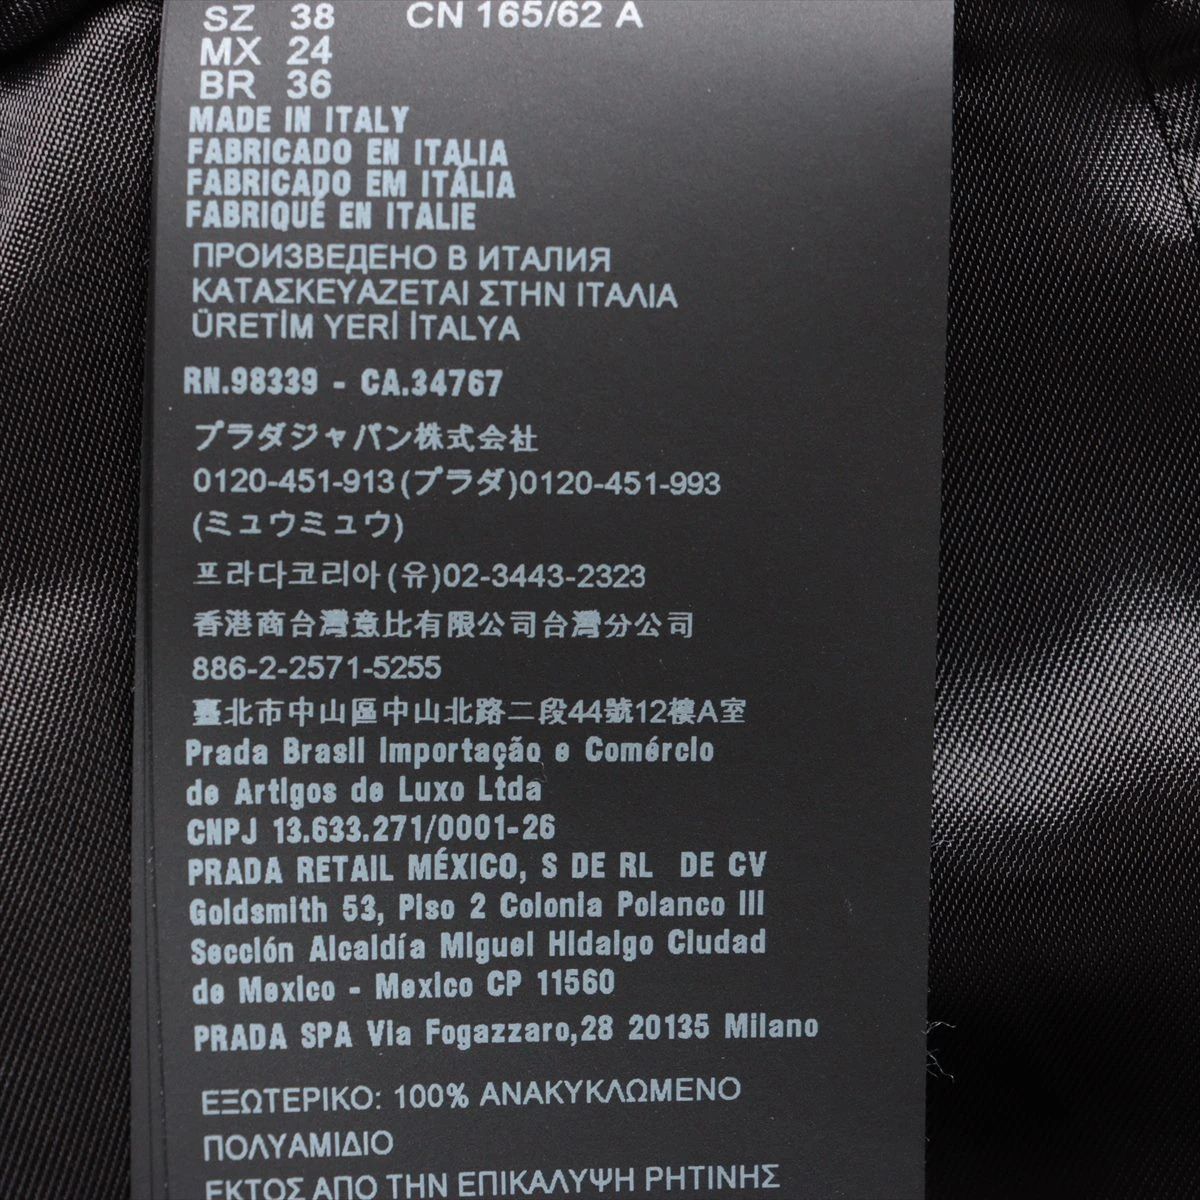 SZ 38 CN 165/62 A
MX 24
BR 36
MADE IN ITALY
FABRICADO EN ITALIA
FABRICADO EM ITÁLIA
FABRIQUÉ EN ITALIE
ПРОИЗВЕДЕНО В ИТАЛИЯ
ΚΑΤΑΣΚΕΥΑΖΕΤΑΙ ΣΤΗΝ ΙΤΑΛΙΑ
ÜRETİM YERİ İTALYA
RN.98339 - CA.34767
プラダジャパン株式会社
0120-451-913(プラダ)0120-451-993
(ミュウミュウ)
프라다코리아(유)02-3443-2323
香港商台灣意比有限公司台灣分公司
886-2-2571-5255
臺北市中山區中山北路二段44號12樓A室
Prada Brasil Importação e Comércio
de Artigos de Luxo Ltda
CNPJ 13.633.271/0001-26
PRADA RETAIL MÉXICO, S DE RL DE CV
Goldsmith 53, Piso 2 Colonia Polanco III
Sección Alcaldía Miguel Hidalgo Ciudad
de Mexico - Mexico CP 11560
PRADA SPA Via Fogazzaro,28 20135 Milano
ΕΞΩΤΕΡΙΚΟ: 100% ΑΝΑΚΥΚΛΩΜΕΝΟ
ΠΟΛΥΑΜΙΔΙΟ
ΕΚΤΟΣ ΑΠΟ ΤΗΝ ΕΠΙΚΑΛΥΨΗ ΡΗΤΙΝΗΣ